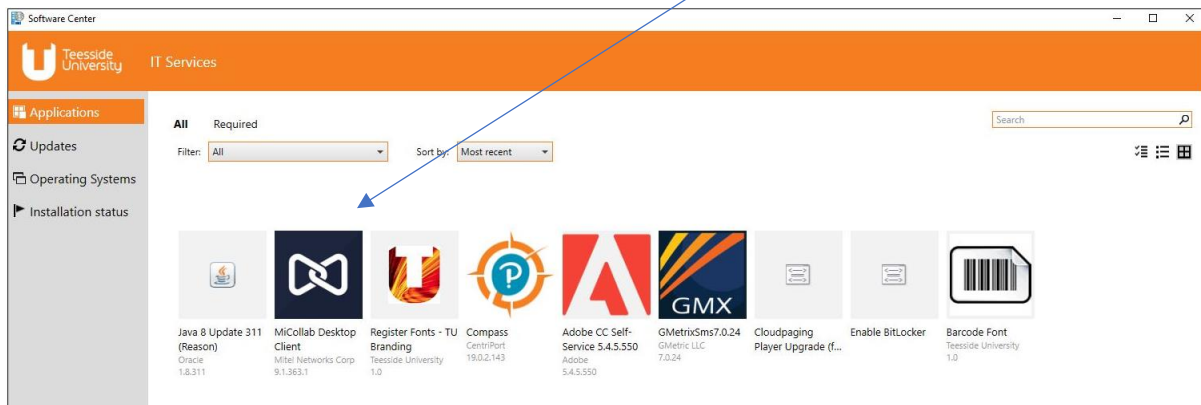 Software Center
Teesside
University
IT Services
Applications
Updates
Operating Systems
Installation status
All Required
Search
Filter: All Sort by: Most recent
GMX
Java 8 Update 311
(Reason)
Oracle
1.8.311
MiCollab Desktop
Client
Mitel Networks Corp
9.1.363.1
Register Fonts - TU
Branding
Teesside University
1.0
Compass
CentriPort
19.0.2.143
Adobe CC Self-
Service 5.4.5.550
Adobe
5.4.5.550
GMetrixSms7.0.24
GMetric LLC
7.0.24
Cloudpaging
Player Upgrade (f...
Enable BitLocker
Barcode Font
Teesside University
1.0